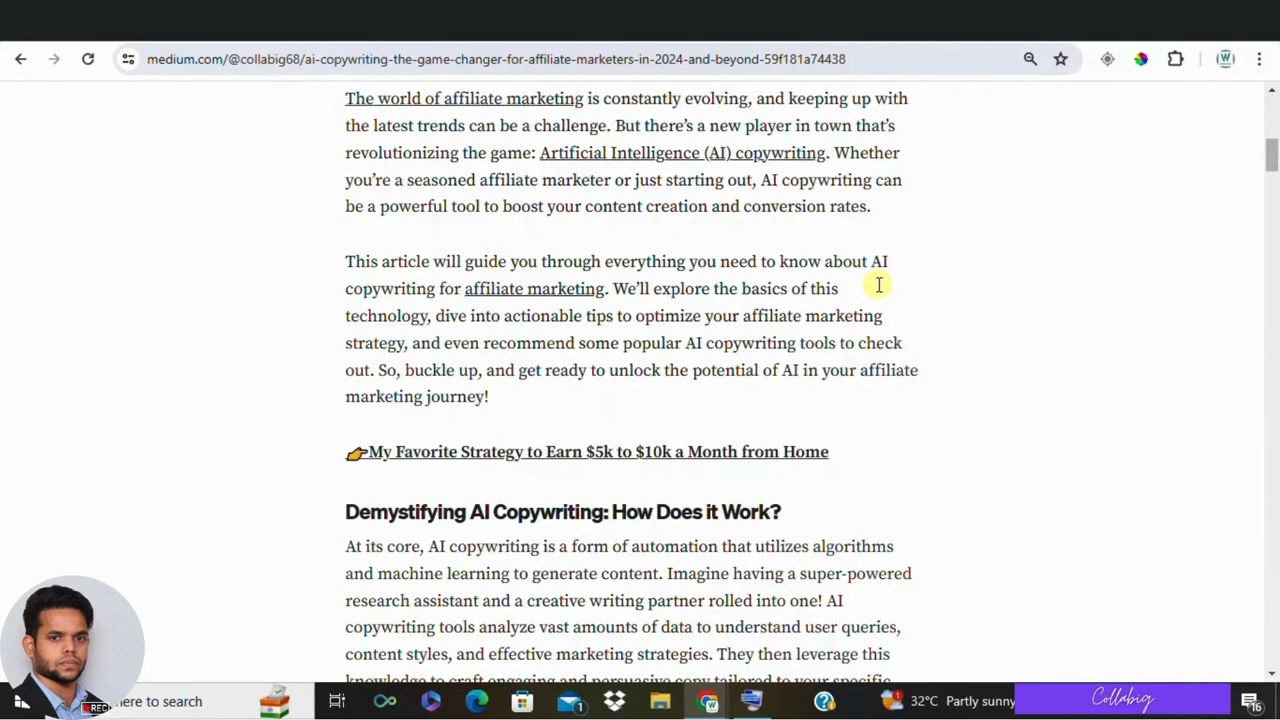 medium.com/@collabig68/ai-copywriting-the-game-changer-for-affiliate-marketers-in-2024-and-beyond-59f181a74438
The world of affiliate marketing is constantly evolving, and keeping up with
the latest trends can be a challenge. But there’s a new player in town that’s
revolutionizing the game: Artificial Intelligence (AI) copywriting. Whether
you’re a seasoned affiliate marketer or just starting out, AI copywriting can
be a powerful tool to boost your content creation and conversion rates.
This article will guide you through everything you need to know about AI
copywriting for affiliate marketing. We’ll explore the basics of this
technology, dive into actionable tips to optimize your affiliate marketing
strategy, and even recommend some popular AI copywriting tools to check
out. So, buckle up, and get ready to unlock the potential of AI in your affiliate
marketing journey!
👉My Favorite Strategy to Earn $5k to $10k a Month from Home
Demystifying AI Copywriting: How Does it Work?
At its core, AI copywriting is a form of automation that utilizes algorithms
and machine learning to generate content. Imagine having a super-powered
research assistant and a creative writing partner rolled into one! AI
copywriting tools analyze vast amounts of data to understand user queries,
content styles, and effective marketing strategies. They then leverage this
knowledge to craft engaging and persuasive copy tailored to your specific
REC here to search 1 1 32°C Partly sunny Collabig 16